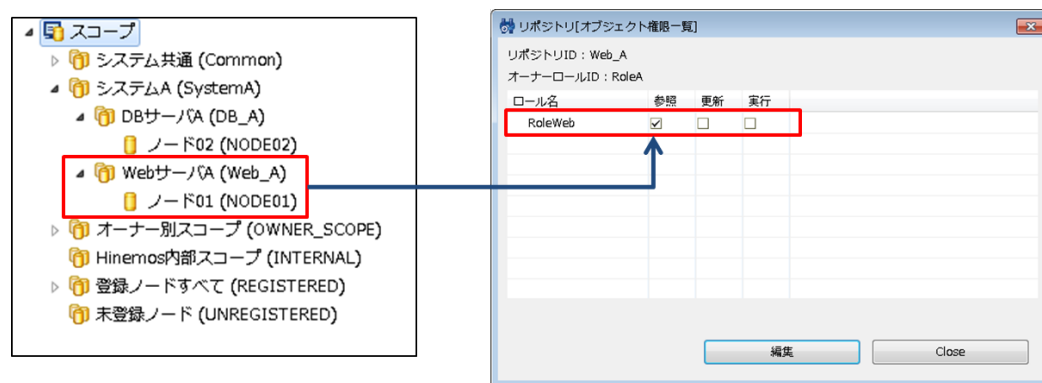 スコープ
システム共通 (Common)
システムA (SystemA)
DBサーバA (DB_A)
ノード02 (NODE02)
WebサーバA (Web_A)
ノード01 (NODE01)
オーナー別スコープ (OWNER_SCOPE)
Hinemos内部スコープ (INTERNAL)
登録ノードすべて (REGISTERED)
未登録ノード (UNREGISTERED)
リポジトリ[オブジェクト権限一覧]
リポジトリID : Web_A
オーナーロールID : RoleA
ロール名 参照 更新 実行
RoleWeb
編集 Close